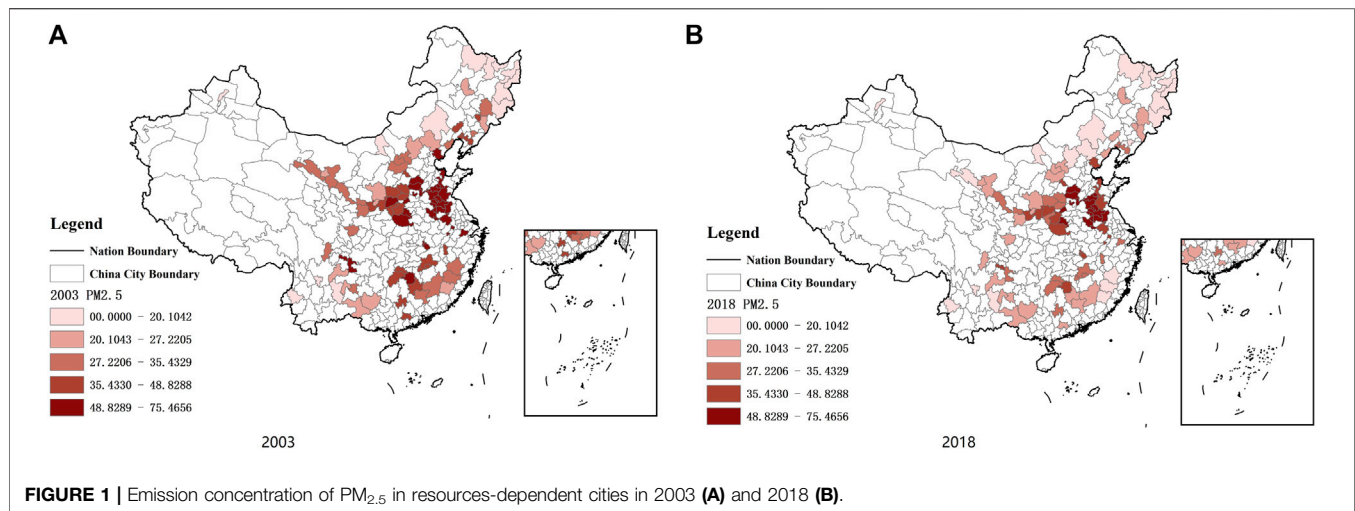 A
Legend
Nation Boundary
China City Boundary
2003 PM2.5
00.0000 - 20.1042
20.1043 - 27.2205
27.2206 - 35.4329
35.4330 - 48.8288
48.8289 - 75.4656
2003
B
Legend
Nation Boundary
China City Boundary
2018 PM2.5
00.0000 - 20.1042
20.1043 - 27.2205
27.2206 - 35.4329
35.4330 - 48.8288
48.8289 - 75.4656
2018
FIGURE 1 | Emission concentration of PM2.5 in resources-dependent cities in 2003 (A) and 2018 (B).